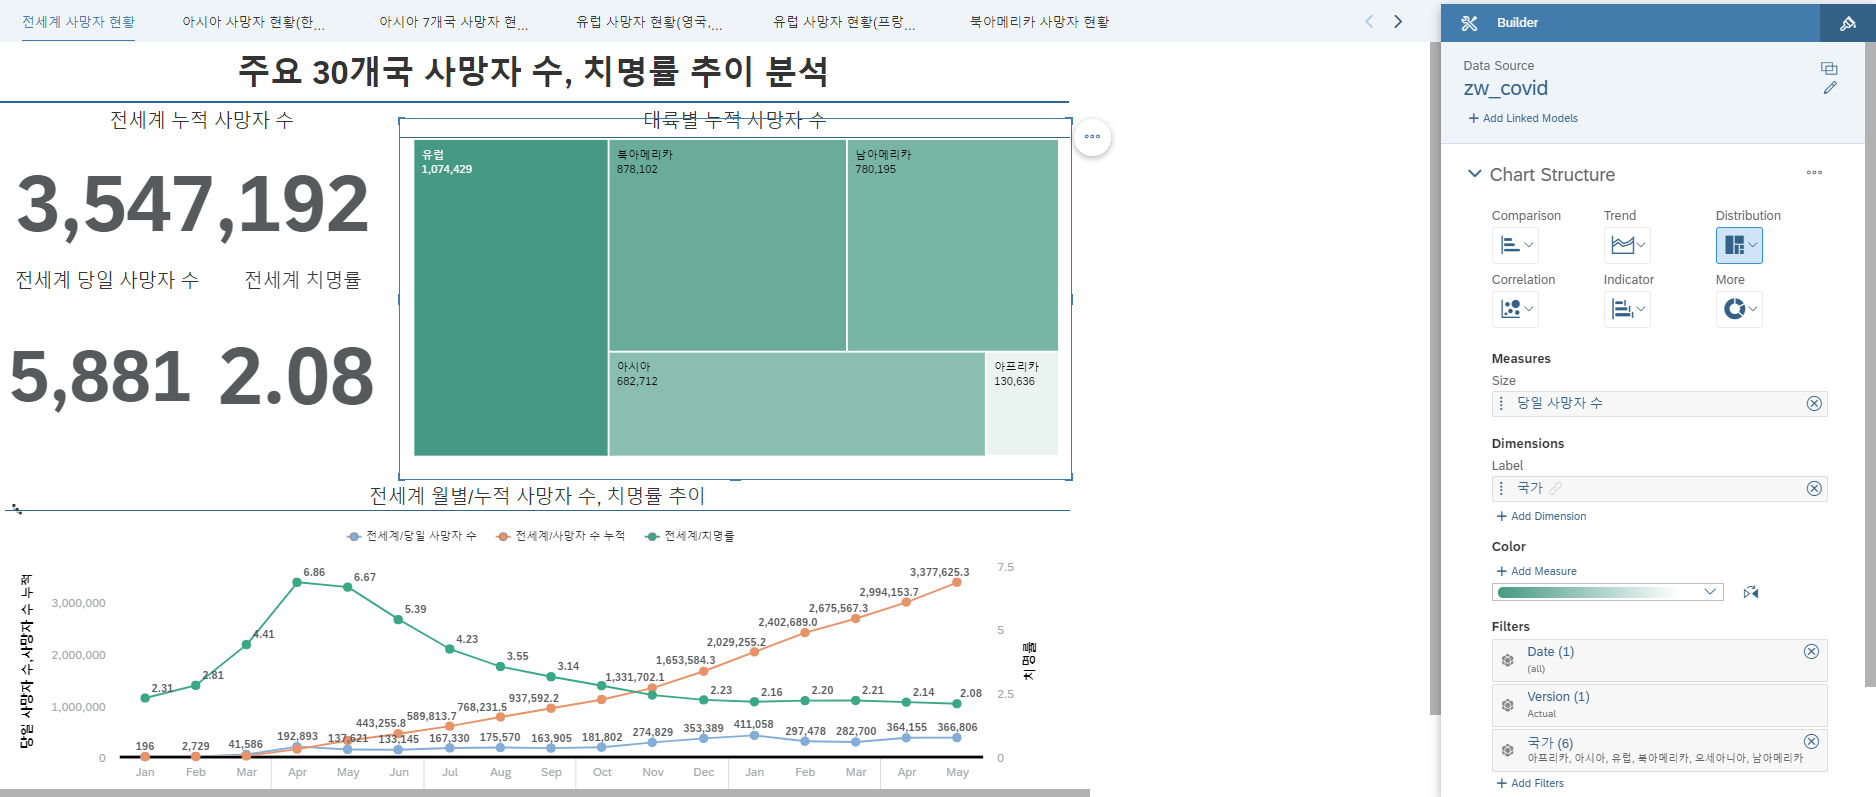 전세계 사망자 현황
아시아 사망자 현황(한...
아시아 7개국 사망자 현...
유럽 사망자 현황(영국,...
유럽 사망자 현황(프랑...
북아메리카 사망자 현황
주요 30개국 사망자 수, 치명률 추이 분석
전세계 누적 사망자 수
3,547,192
전세계 당일 사망자 수
전세계 치명률
5,881
2.08
대륙별 누적 사망자 수
유럽
1,074,429
북아메리카
878,102
남아메리카
780,195
아시아
682,712
아프리카
130,636
전세계 월별/누적 사망자 수, 치명률 추이
전세계/당일 사망자 수
전세계/사망자 수 누적
전세계/치명률
당일 사망자 수,사망자 수 누적
3,000,000
2,000,000
1,000,000
0
치명률
7.5
5
2.5
0
2.31
2.81
4.41
6.86
6.67
5.39
4.23
3.55
3.14
2.23
2.16
2.20
2.21
2.14
2.08
443,255.8
589,813.7
768,231.5
937,592.2
1,331,702.1
1,653,584.3
2,029,255.2
2,402,689.0
2,675,567.3
2,994,153.7
3,377,625.3
196
2,729
41,586
192,893
137,621
133,145
167,330
175,570
163,905
181,802
274,829
353,389
411,058
297,478
282,700
364,155
366,806
Jan
Feb
Mar
Apr
May
Jun
Jul
Aug
Sep
Oct
Nov
Dec
Jan
Feb
Mar
Apr
May
Builder
Data Source
zw_covid
Add Linked Models
Chart Structure
Comparison
Trend
Distribution
Correlation
Indicator
More
Measures
Size
당일 사망자 수
Dimensions
Label
국가
Add Dimension
Color
Add Measure
Filters
Date (1)
(all)
Version (1)
Actual
국가 (6)
아프리카, 아시아, 유럽, 북아메리카, 오세아니아, 남아메리카
Add Filters